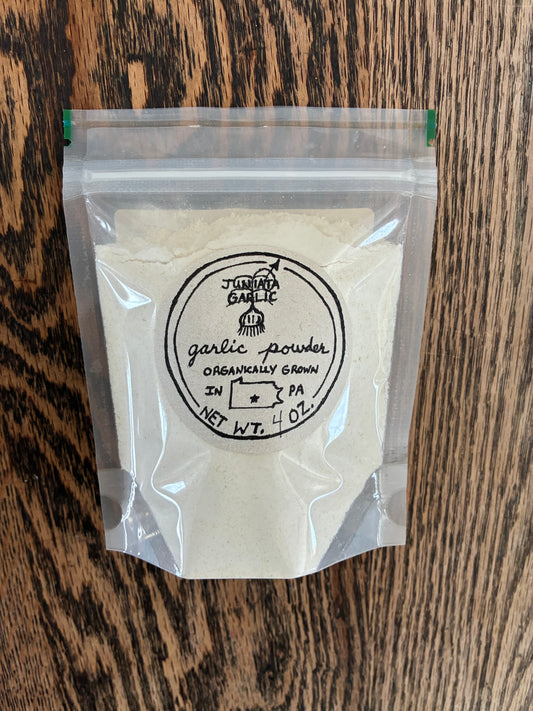 JUNIATA
GARLIC
garlic powder
ORGANICALLY GROWN
IN PA
NET WT. 4 OZ.